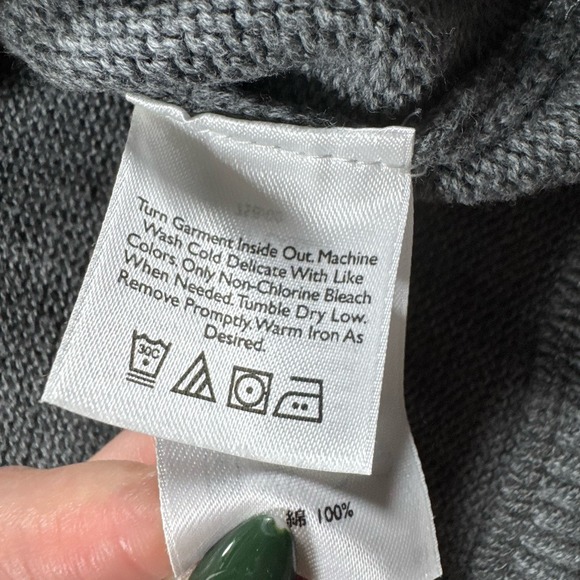 Turn Garment Inside Out. Machine
Wash Cold Delicate With Like
Colors. Only Non-Chlorine Bleach
When Needed. Tumble Dry Low.
Remove Promptly. Warm Iron As
Desired.
30C
綿 100%